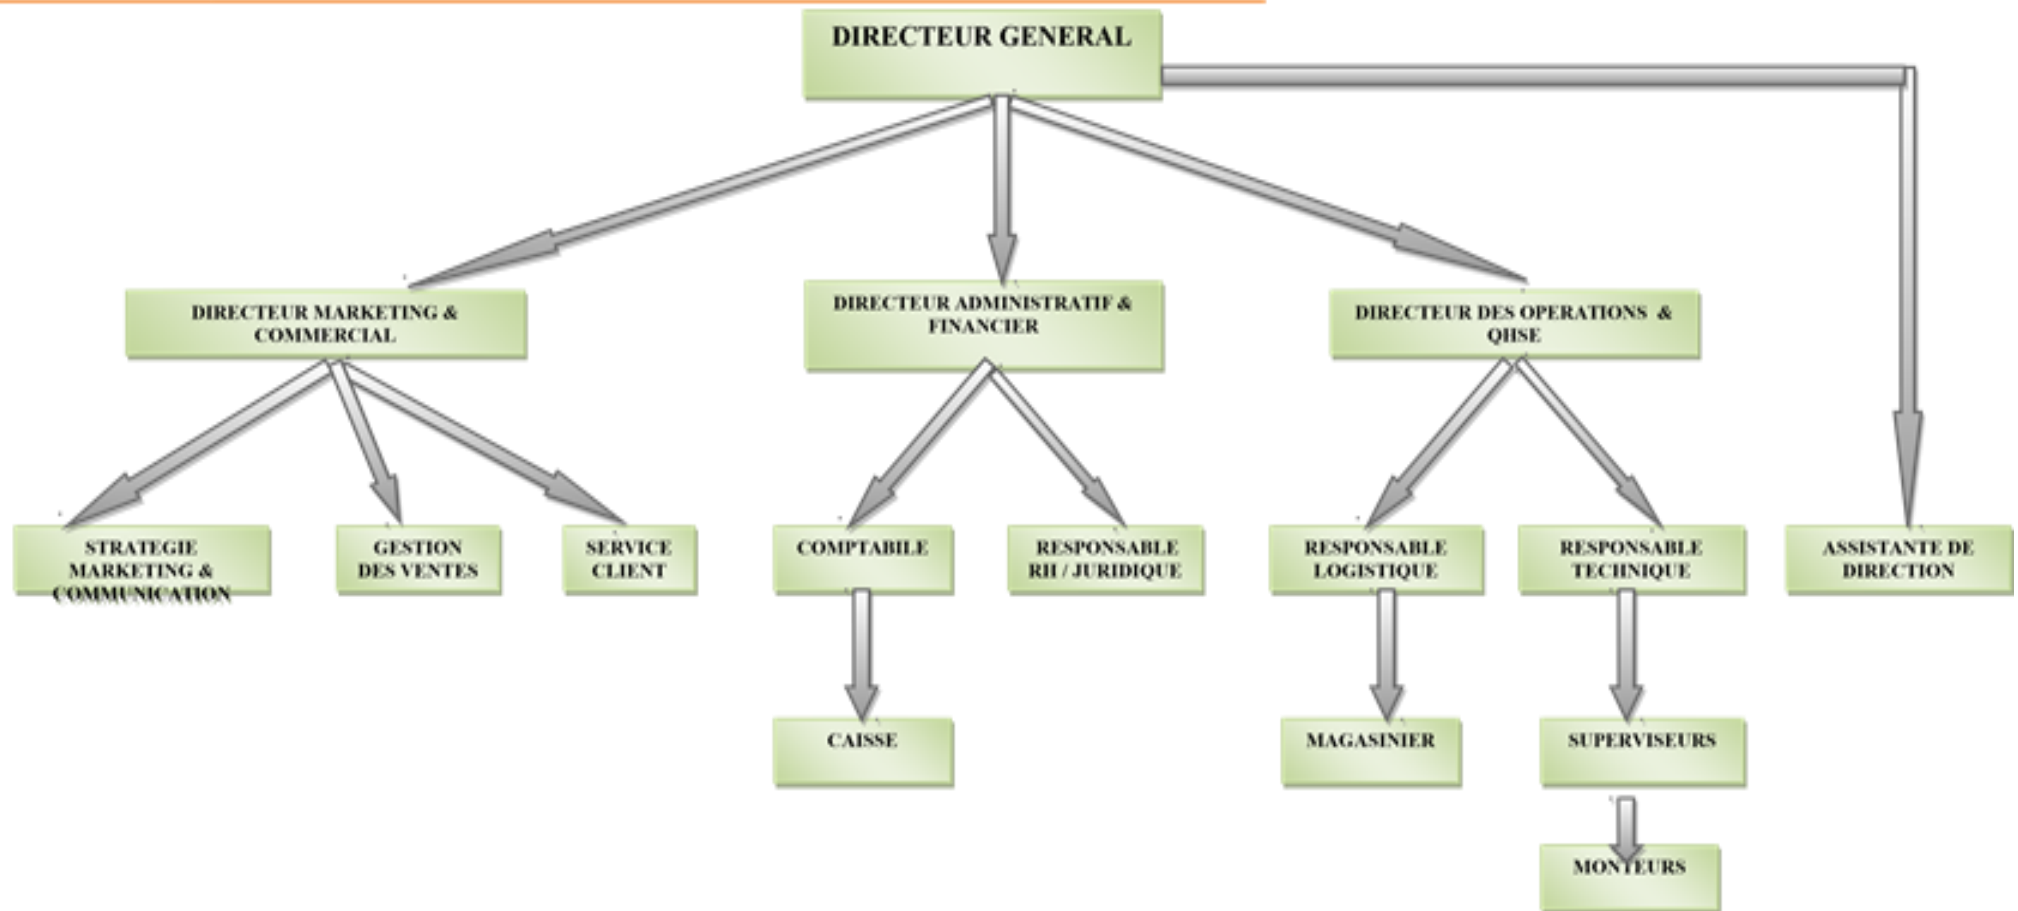 DIRECTEUR GENERAL
DIRECTEUR MARKETING &
COMMERCIAL
DIRECTEUR ADMINISTRATIF &
FINANCIER
DIRECTEUR DES OPERATIONS &
QHSE
STRATEGIE
MARKETING &
COMMUNICATION
GESTION
DES VENTES
SERVICE
CLIENT
COMPTABILE
RESPONSABLE
RH / JURIDIQUE
RESPONSABLE
LOGISTIQUE
RESPONSABLE
TECHNIQUE
ASSISTANTE DE
DIRECTION
CAISSE
MAGASINIER
SUPERVISEURS
MONTEURS